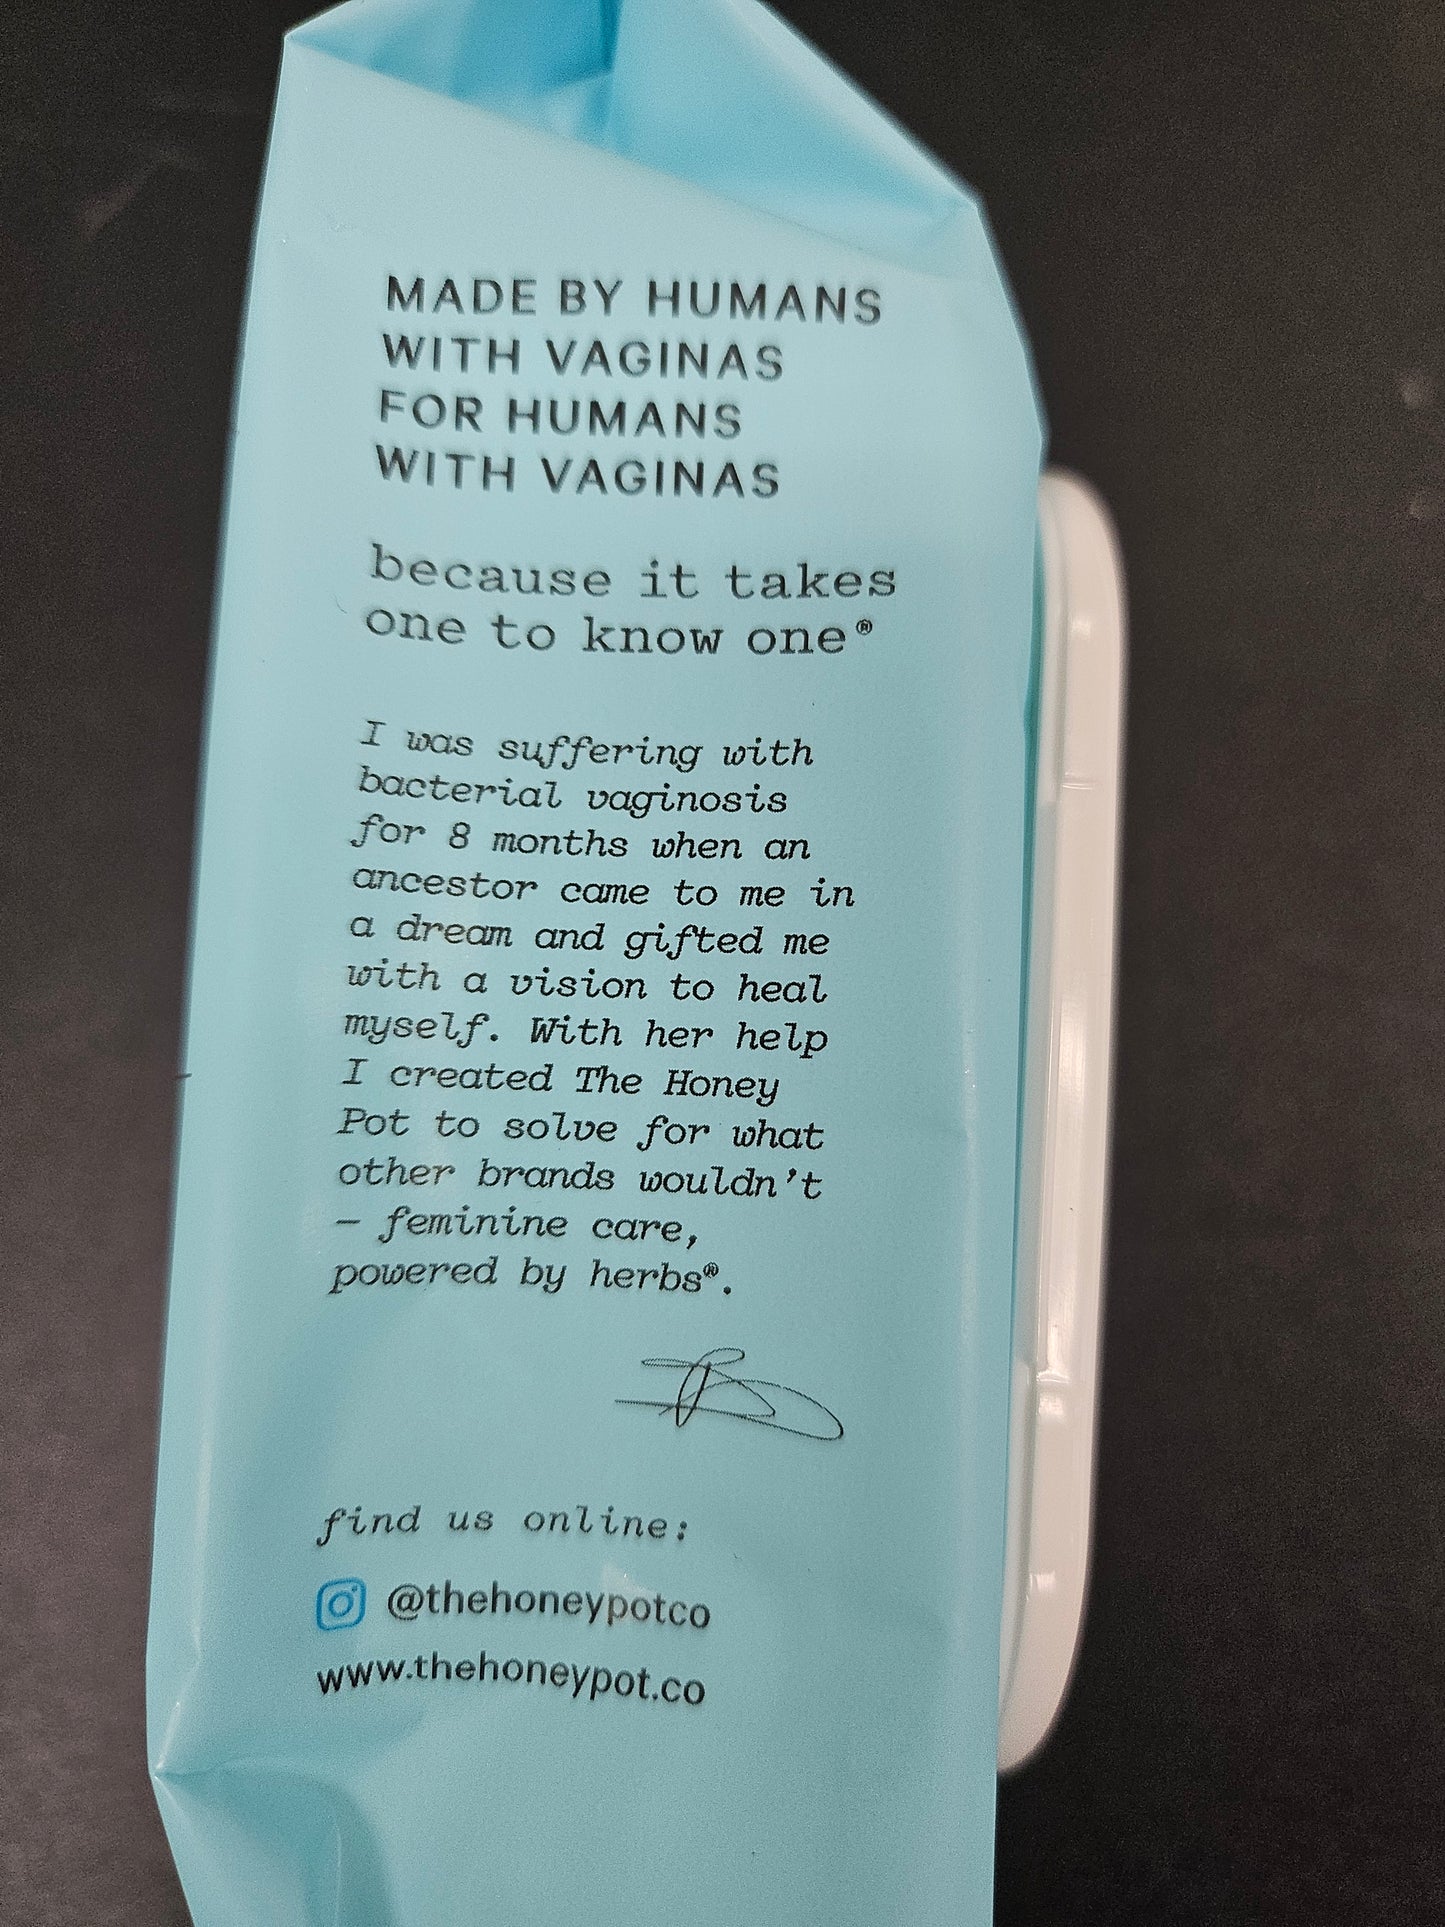 MADE BY HUMANS
WITH VAGINAS
FOR HUMANS
WITH VAGINAS
because it takes
one to know one®
I was suffering with
bacterial vaginosis
for 8 months when an
ancestor came to me in
a dream and gifted me
with a vision to heal
myself. With her help
I created The Honey
Pot to solve for what
other brands wouldn't
— feminine care,
powered by herbs®.
find us online:
@thehoneypotco
www.thehoneypot.co